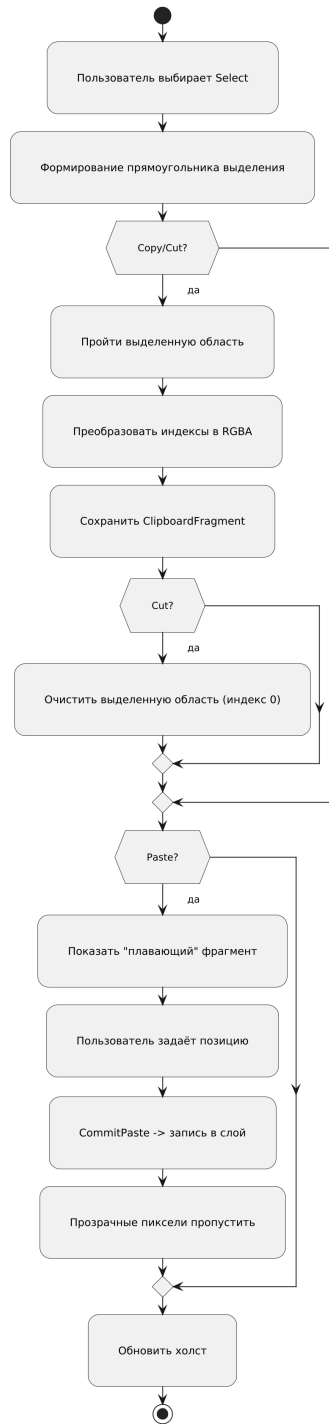 Пользователь выбирает Select
Формирование прямоугольника выделения
Copy/Cut?
да
Пройти выделенную область
Преобразовать индексы в RGBA
Сохранить ClipboardFragment
Cut?
да
Очистить выделенную область (индекс 0)
Paste?
да
Показать "плавающий" фрагмент
Пользователь задаёт позицию
CommitPaste -> запись в слой
Прозрачные пиксели пропустить
Обновить холст